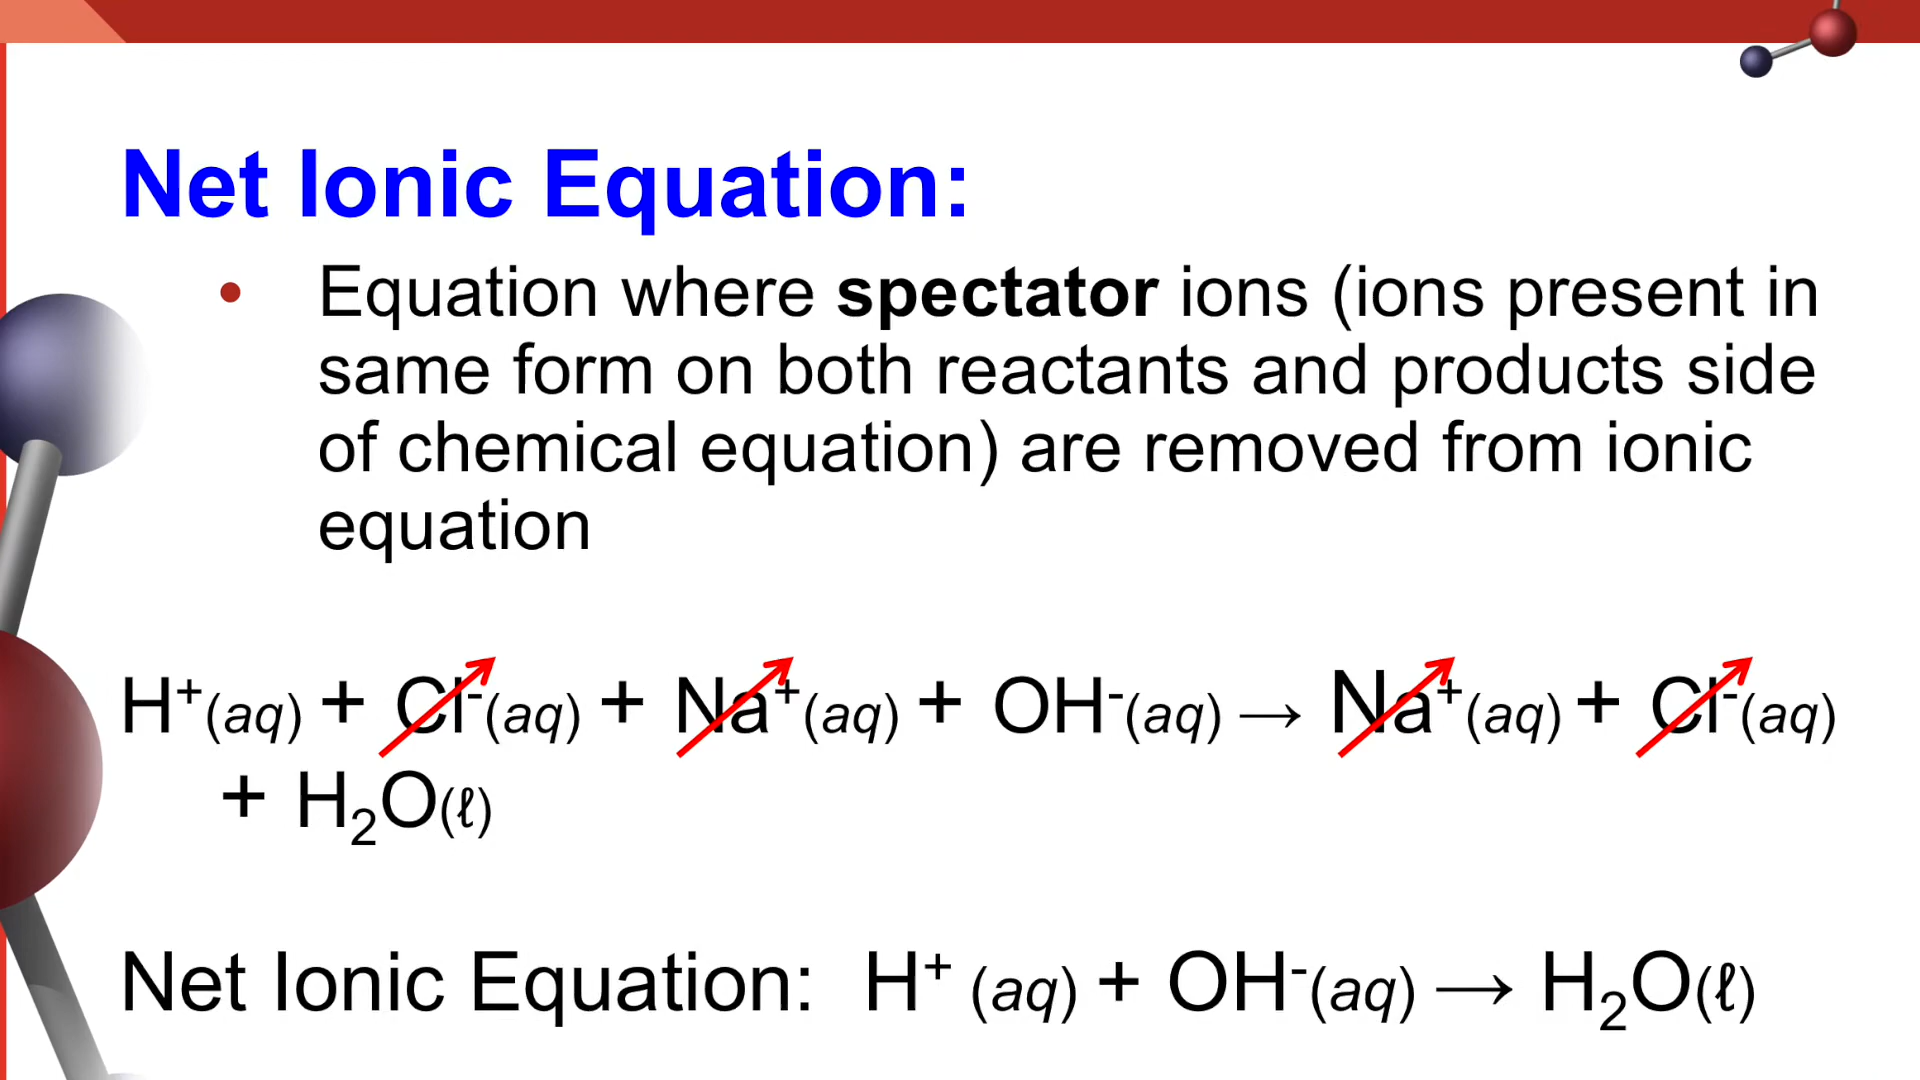 Net Ionic Equation:
• Equation where spectator ions (ions present in
same form on both reactants and products side
of chemical equation) are removed from ionic
equation
H⁺(aq) + Cl⁻(aq) + Na⁺(aq) + OH⁻(aq) → Na⁺(aq) + Cl⁻(aq)
+ H₂O(ℓ)
Net Ionic Equation: H⁺ (aq) + OH⁻(aq) → H₂O(ℓ)